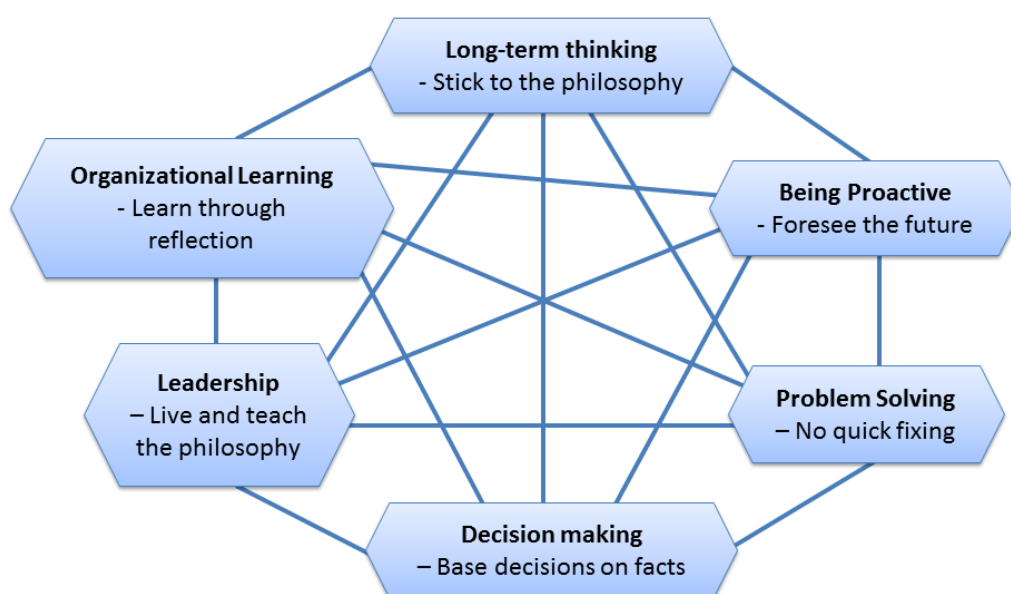 Long-term thinking
- Stick to the philosophy
Organizational Learning
- Learn through
reflection
Being Proactive
- Foresee the future
Leadership
– Live and teach
the philosophy
Problem Solving
– No quick fixing
Decision making
– Base decisions on facts